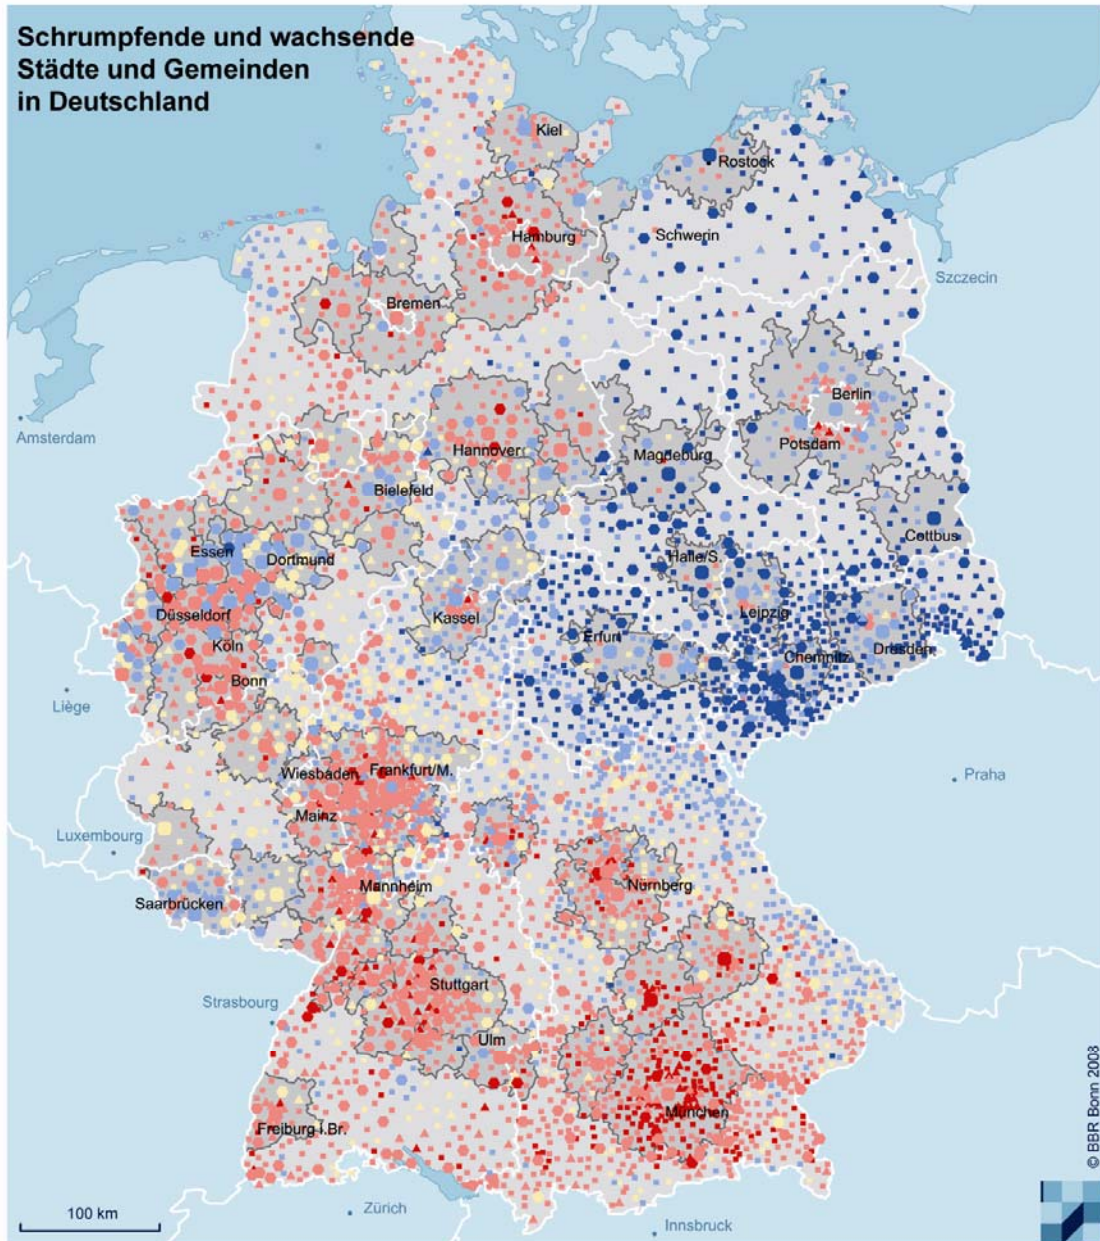 Schrumpfende und wachsende
Städte und Gemeinden
in Deutschland
Kiel
Rostock
Hamburg
Schwerin
Szczecin
Bremen
Berlin
Amsterdam
Hannover
Magdeburg
Potsdam
Bielefeld
Cottbus
Essen
Dortmund
Halle/S.
Düsseldorf
Kassel
Leipzig
Köln
Erfurt
Chemnitz
Dresden
Bonn
Liège
Wiesbaden
Frankfurt/M.
Praha
Mainz
Luxembourg
Mannheim
Nürnberg
Saarbrücken
Stuttgart
Strasbourg
Ulm
München
Freiburg i.Br.
100 km
Zürich
Innsbruck
© BBR Bonn 2008